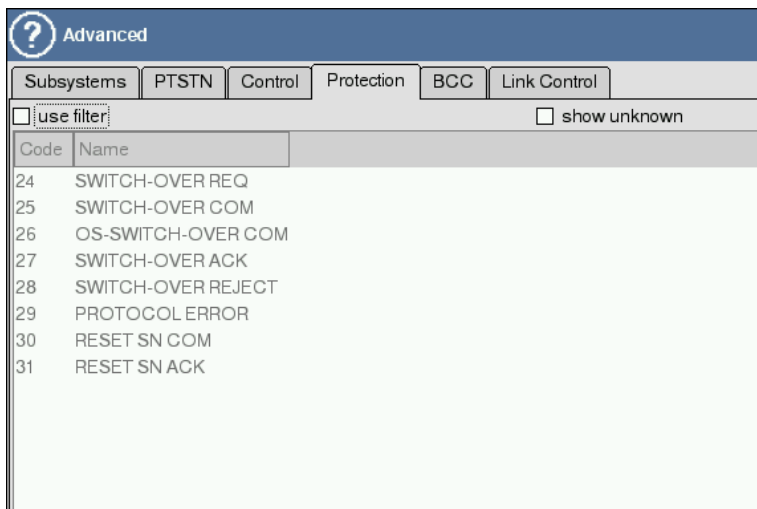 ? Advanced
Subsystems PTSTN Control Protection BCC Link Control
use filter show unknown
Code Name
24 SWITCH-OVER REQ
25 SWITCH-OVER COM
26 OS-SWITCH-OVER COM
27 SWITCH-OVER ACK
28 SWITCH-OVER REJECT
29 PROTOCOL ERROR
30 RESET SN COM
31 RESET SN ACK